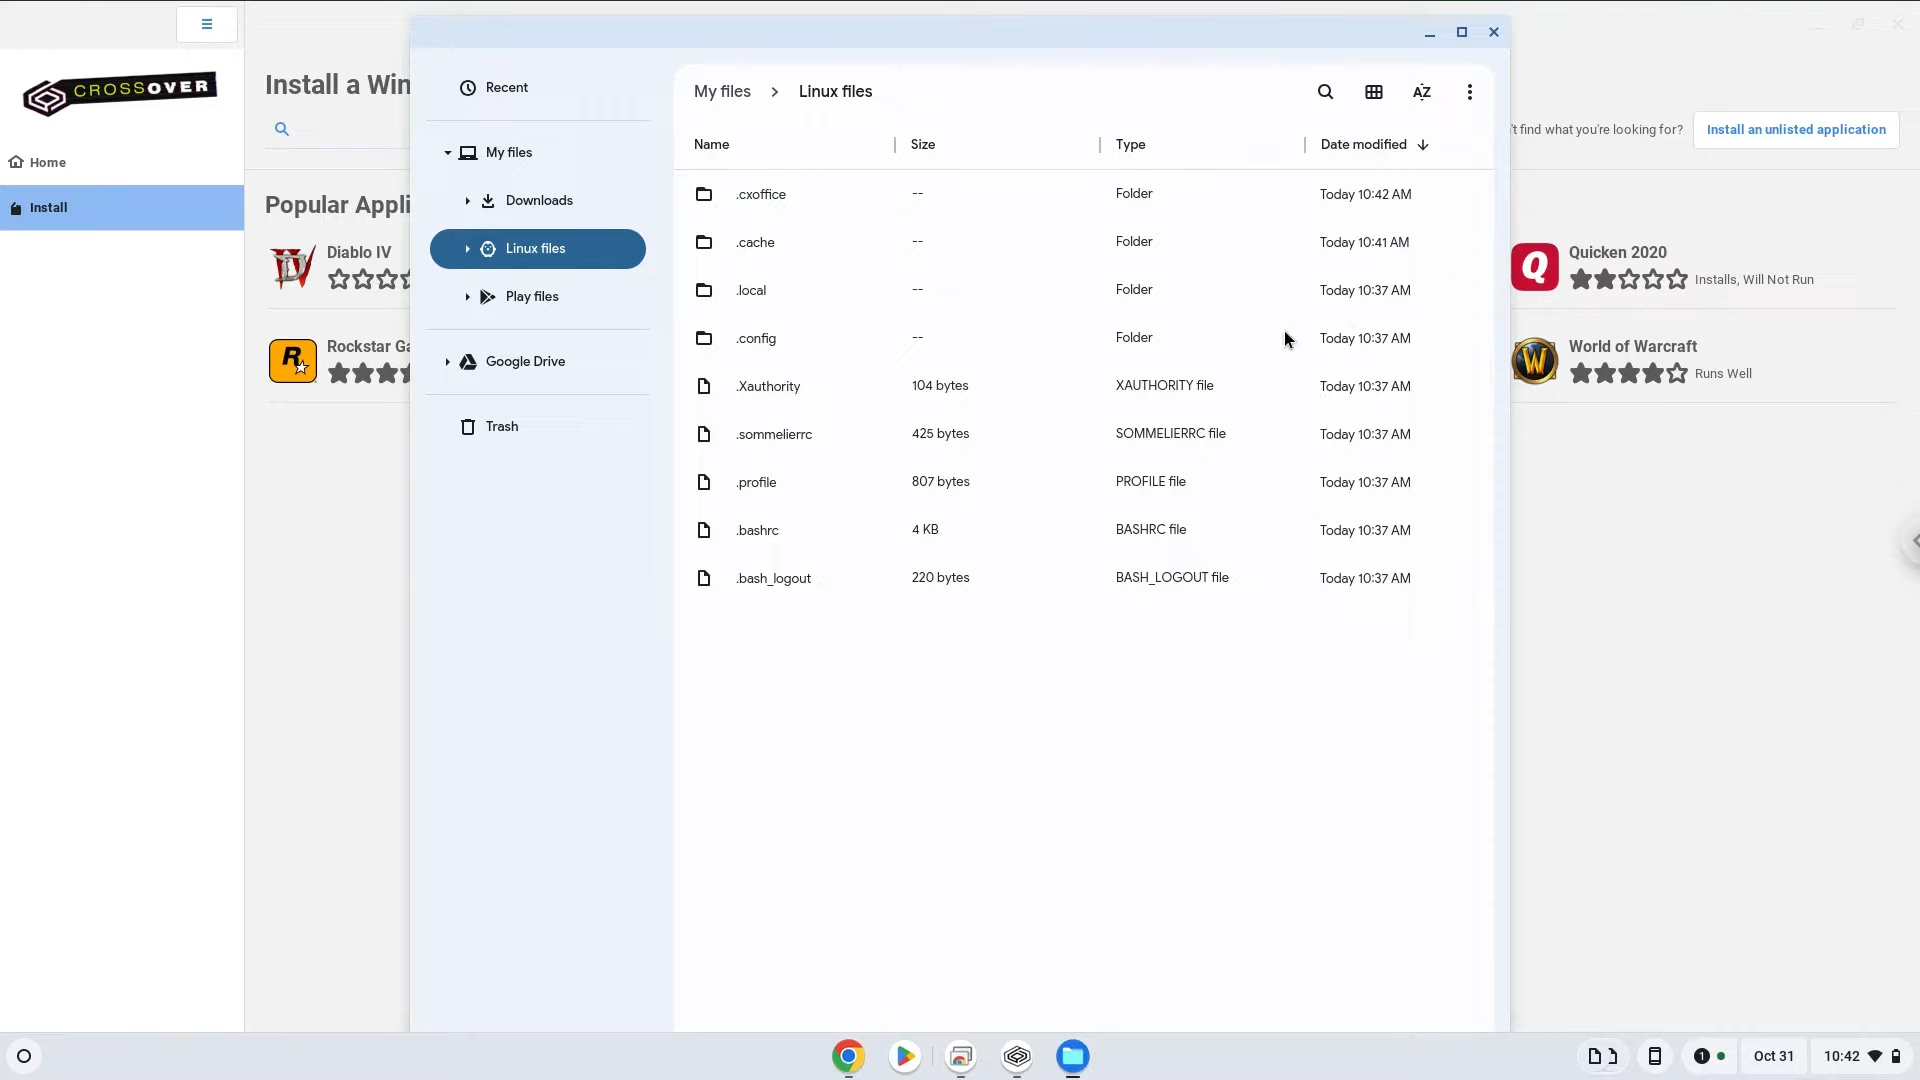 CROSSOVER
Home
Install
Install a Win
't find what you're looking for?
Install an unlisted application
Popular Appli
Diablo IV
Rockstar Ga
Quicken 2020
Installs, Will Not Run
World of Warcraft
Runs Well
Recent
My files
Downloads
Linux files
Play files
Google Drive
Trash
My files > Linux files
AZ
Name Size Type Date modified
.cxoffice -- Folder Today 10:42 AM
.cache -- Folder Today 10:41 AM
.local -- Folder Today 10:37 AM
.config -- Folder Today 10:37 AM
.Xauthority 104 bytes XAUTHORITY file Today 10:37 AM
.sommelierrc 425 bytes SOMMELIERRC file Today 10:37 AM
.profile 807 bytes PROFILE file Today 10:37 AM
.bashrc 4 KB BASHRC file Today 10:37 AM
.bash_logout 220 bytes BASH_LOGOUT file Today 10:37 AM
1
Oct 31
10:42